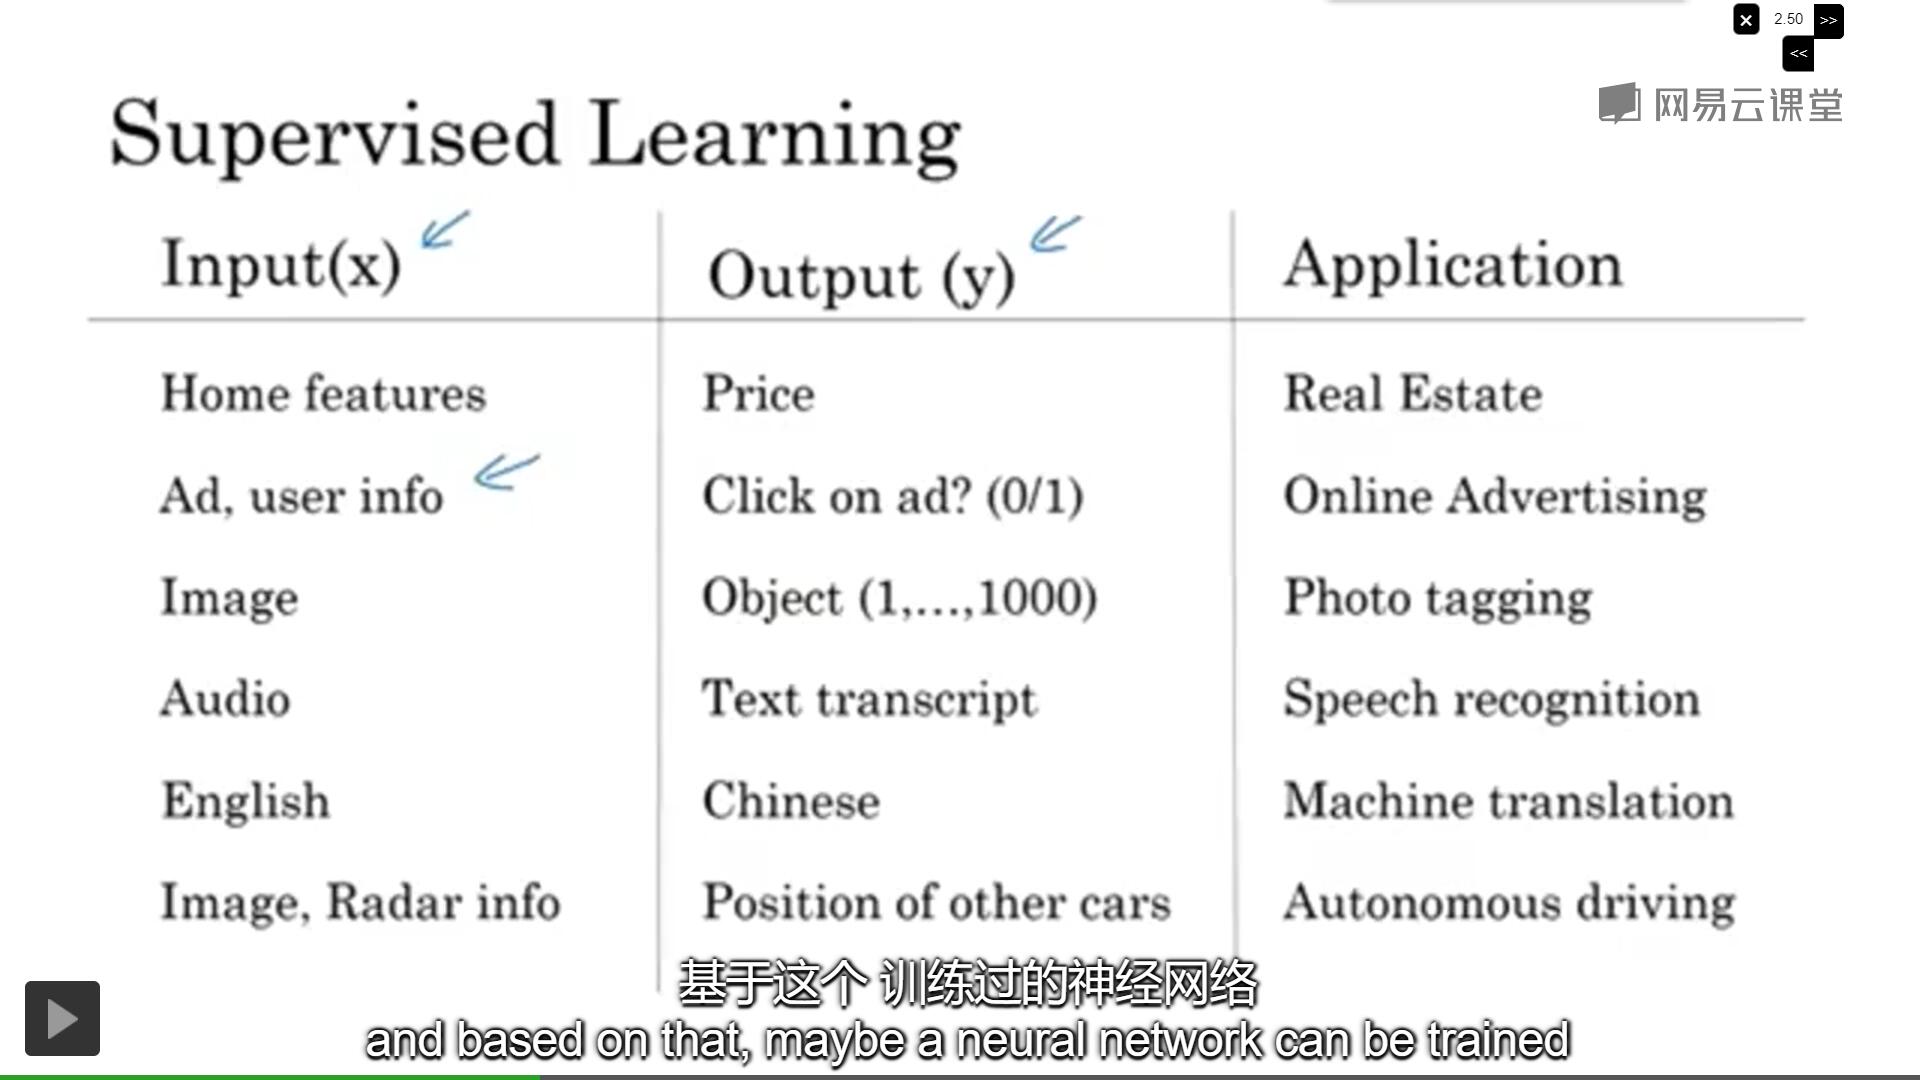 × 2.50 >>
<<
网易云课堂
Supervised Learning
Input(x) Output (y) Application
Home features Price Real Estate
Ad, user info Click on ad? (0/1) Online Advertising
Image Object (1,...,1000) Photo tagging
Audio Text transcript Speech recognition
English Chinese Machine translation
Image, Radar info Position of other cars Autonomous driving
基于这个 训练过的神经网络
and based on that, maybe a neural network can be trained